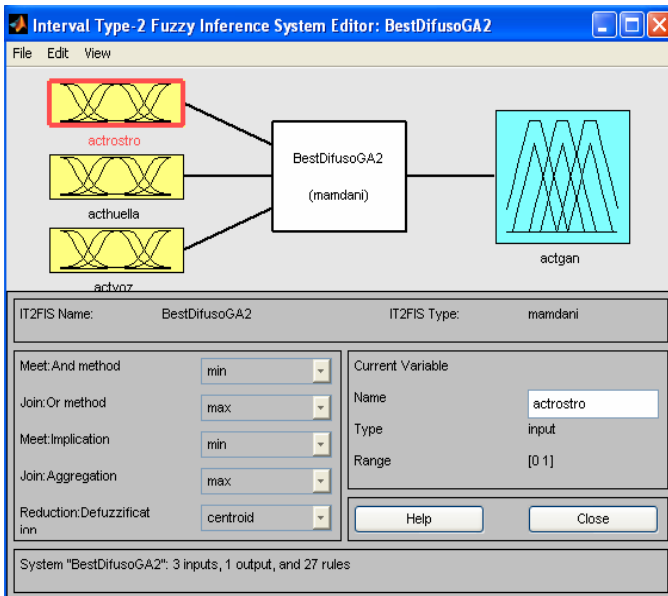 Interval Type-2 Fuzzy Inference System Editor: BestDifusoGA2
File Edit View
actrostro
acthuella
actvoz
BestDifusoGA2
(mamdani)
actgan
IT2FIS Name: BestDifusoGA2 IT2FIS Type: mamdani
Meet:And method min
Join:Or method max
Meet:Implication min
Join:Aggregation max
Reduction:Defuzzificat
ion centroid
Current Variable
Name actrostro
Type input
Range [0 1]
Help Close
System "BestDifusoGA2": 3 inputs, 1 output, and 27 rules